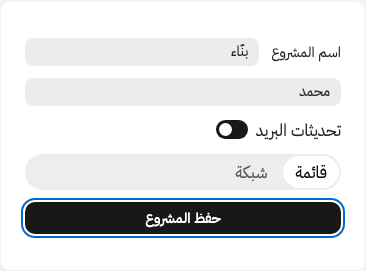 اسم المشروع بنّاء
محمد
تحديثات البريد
قائمة شبكة
حفظ المشروع